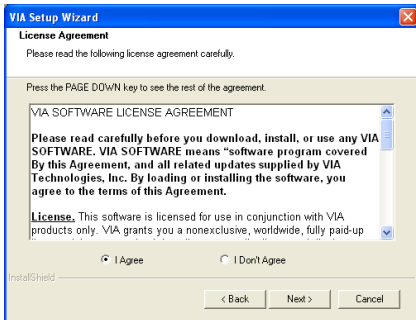 VIA Setup Wizard
License Agreement
Please read the following license agreement carefully.
Press the PAGE DOWN key to see the rest of the agreement.
VIA SOFTWARE LICENSE AGREEMENT
Please read carefully before you download, install, or use any VIA
SOFTWARE. VIA SOFTWARE means "software program covered
By this Agreement, and all related updates supplied by VIA
Technologies, Inc. By loading or installing the software, you
agree to the terms of this Agreement.
License. This software is licensed for use in conjunction with VIA
products only. VIA grants you a nonexclusive, worldwide, fully paid-up
I Agree
I Don't Agree
InstallShield
< Back
Next >
Cancel